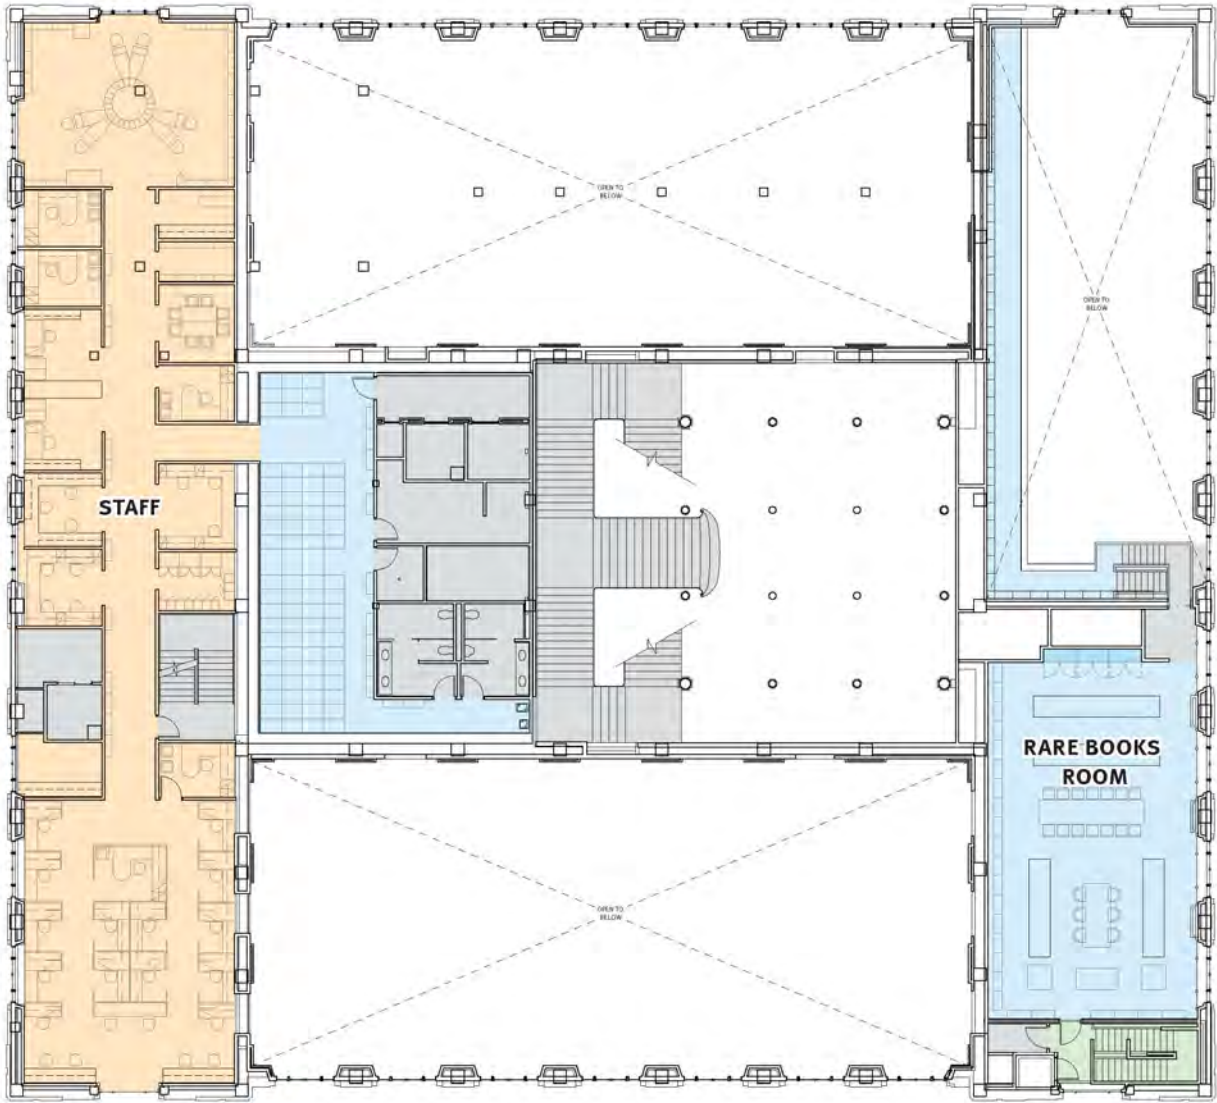 OPEN TO
BELOW
OPEN TO
BELOW
STAFF
RARE BOOKS
ROOM
OPEN TO
BELOW